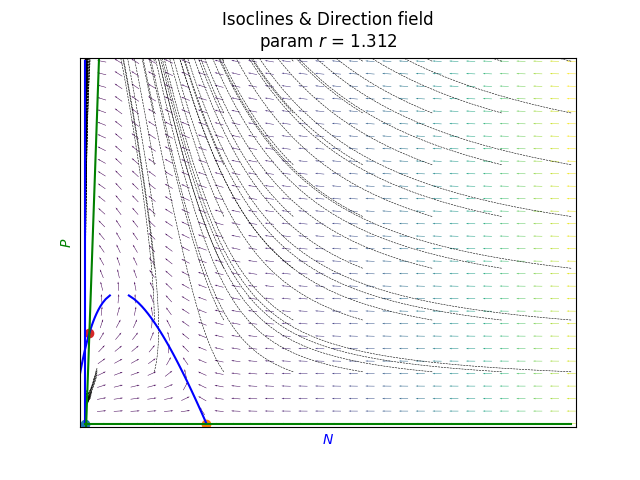 Isoclines & Direction field
param r = 1.312
P
N